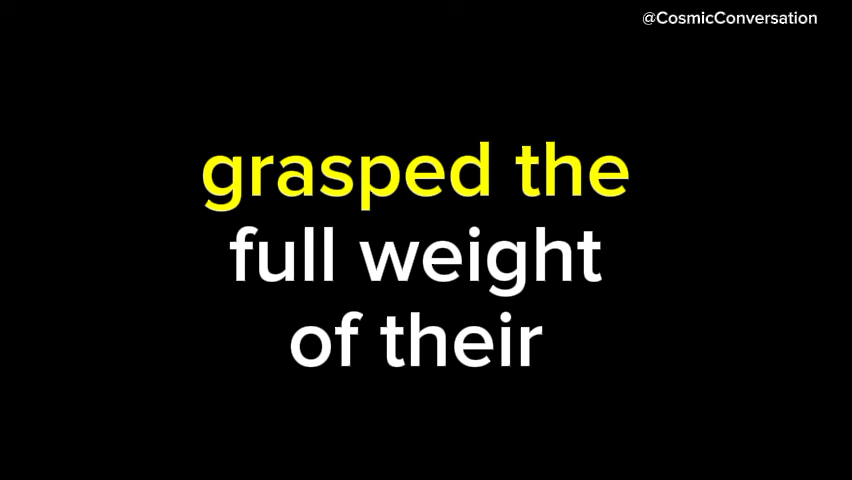 @CosmicConversation
grasped the
full weight
of their